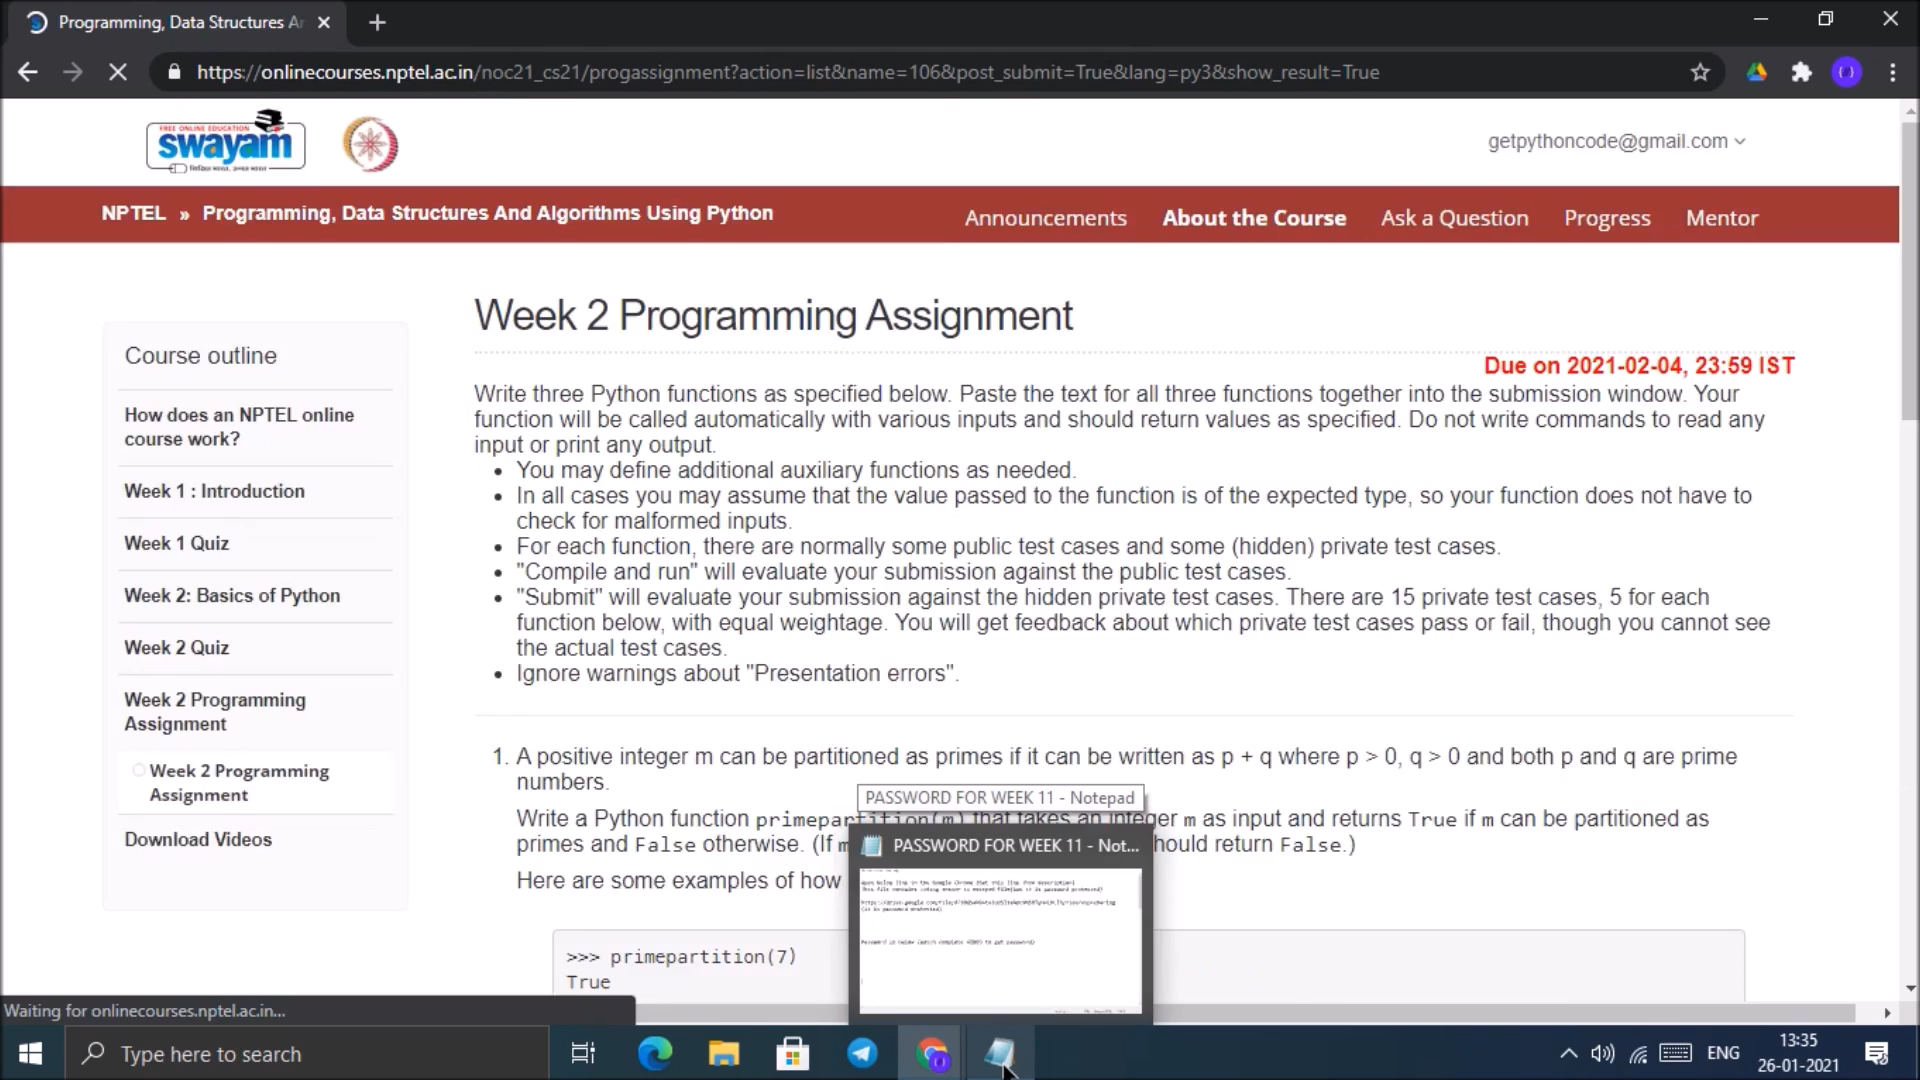 Programming, Data Structures Ar
https://onlinecourses.nptel.ac.in/noc21_cs21/progassignment?action=list&name=106&post_submit=True&lang=py3&show_result=True
FREE ONLINE EDUCATION
swayam
getpythoncode@gmail.com
NPTEL » Programming, Data Structures And Algorithms Using Python
Announcements About the Course Ask a Question Progress Mentor
Course outline
How does an NPTEL online
course work?
Week 1 : Introduction
Week 1 Quiz
Week 2: Basics of Python
Week 2 Quiz
Week 2 Programming
Assignment
Week 2 Programming
Assignment
Download Videos
Week 2 Programming Assignment
Due on 2021-02-04, 23:59 IST
Write three Python functions as specified below. Paste the text for all three functions together into the submission window. Your
function will be called automatically with various inputs and should return values as specified. Do not write commands to read any
input or print any output.
• You may define additional auxiliary functions as needed.
• In all cases you may assume that the value passed to the function is of the expected type, so your function does not have to
check for malformed inputs.
• For each function, there are normally some public test cases and some (hidden) private test cases.
• "Compile and run" will evaluate your submission against the public test cases.
• "Submit" will evaluate your submission against the hidden private test cases. There are 15 private test cases, 5 for each
function below, with equal weightage. You will get feedback about which private test cases pass or fail, though you cannot see
the actual test cases.
• Ignore warnings about "Presentation errors".
1. A positive integer m can be partitioned as primes if it can be written as p + q where p > 0, q > 0 and both p and q are prime
numbers.
PASSWORD FOR WEEK 11 - Notepad
Write a Python function primepartition(m) that takes an integer m as input and returns True if m can be partitioned as
primes and False otherwise. (If m hould return False.)
PASSWORD FOR WEEK 11 - Not...
Here are some examples of how
>>> primepartition(7)
True
Waiting for onlinecourses.nptel.ac.in...
Type here to search
ENG
13:35
26-01-2021